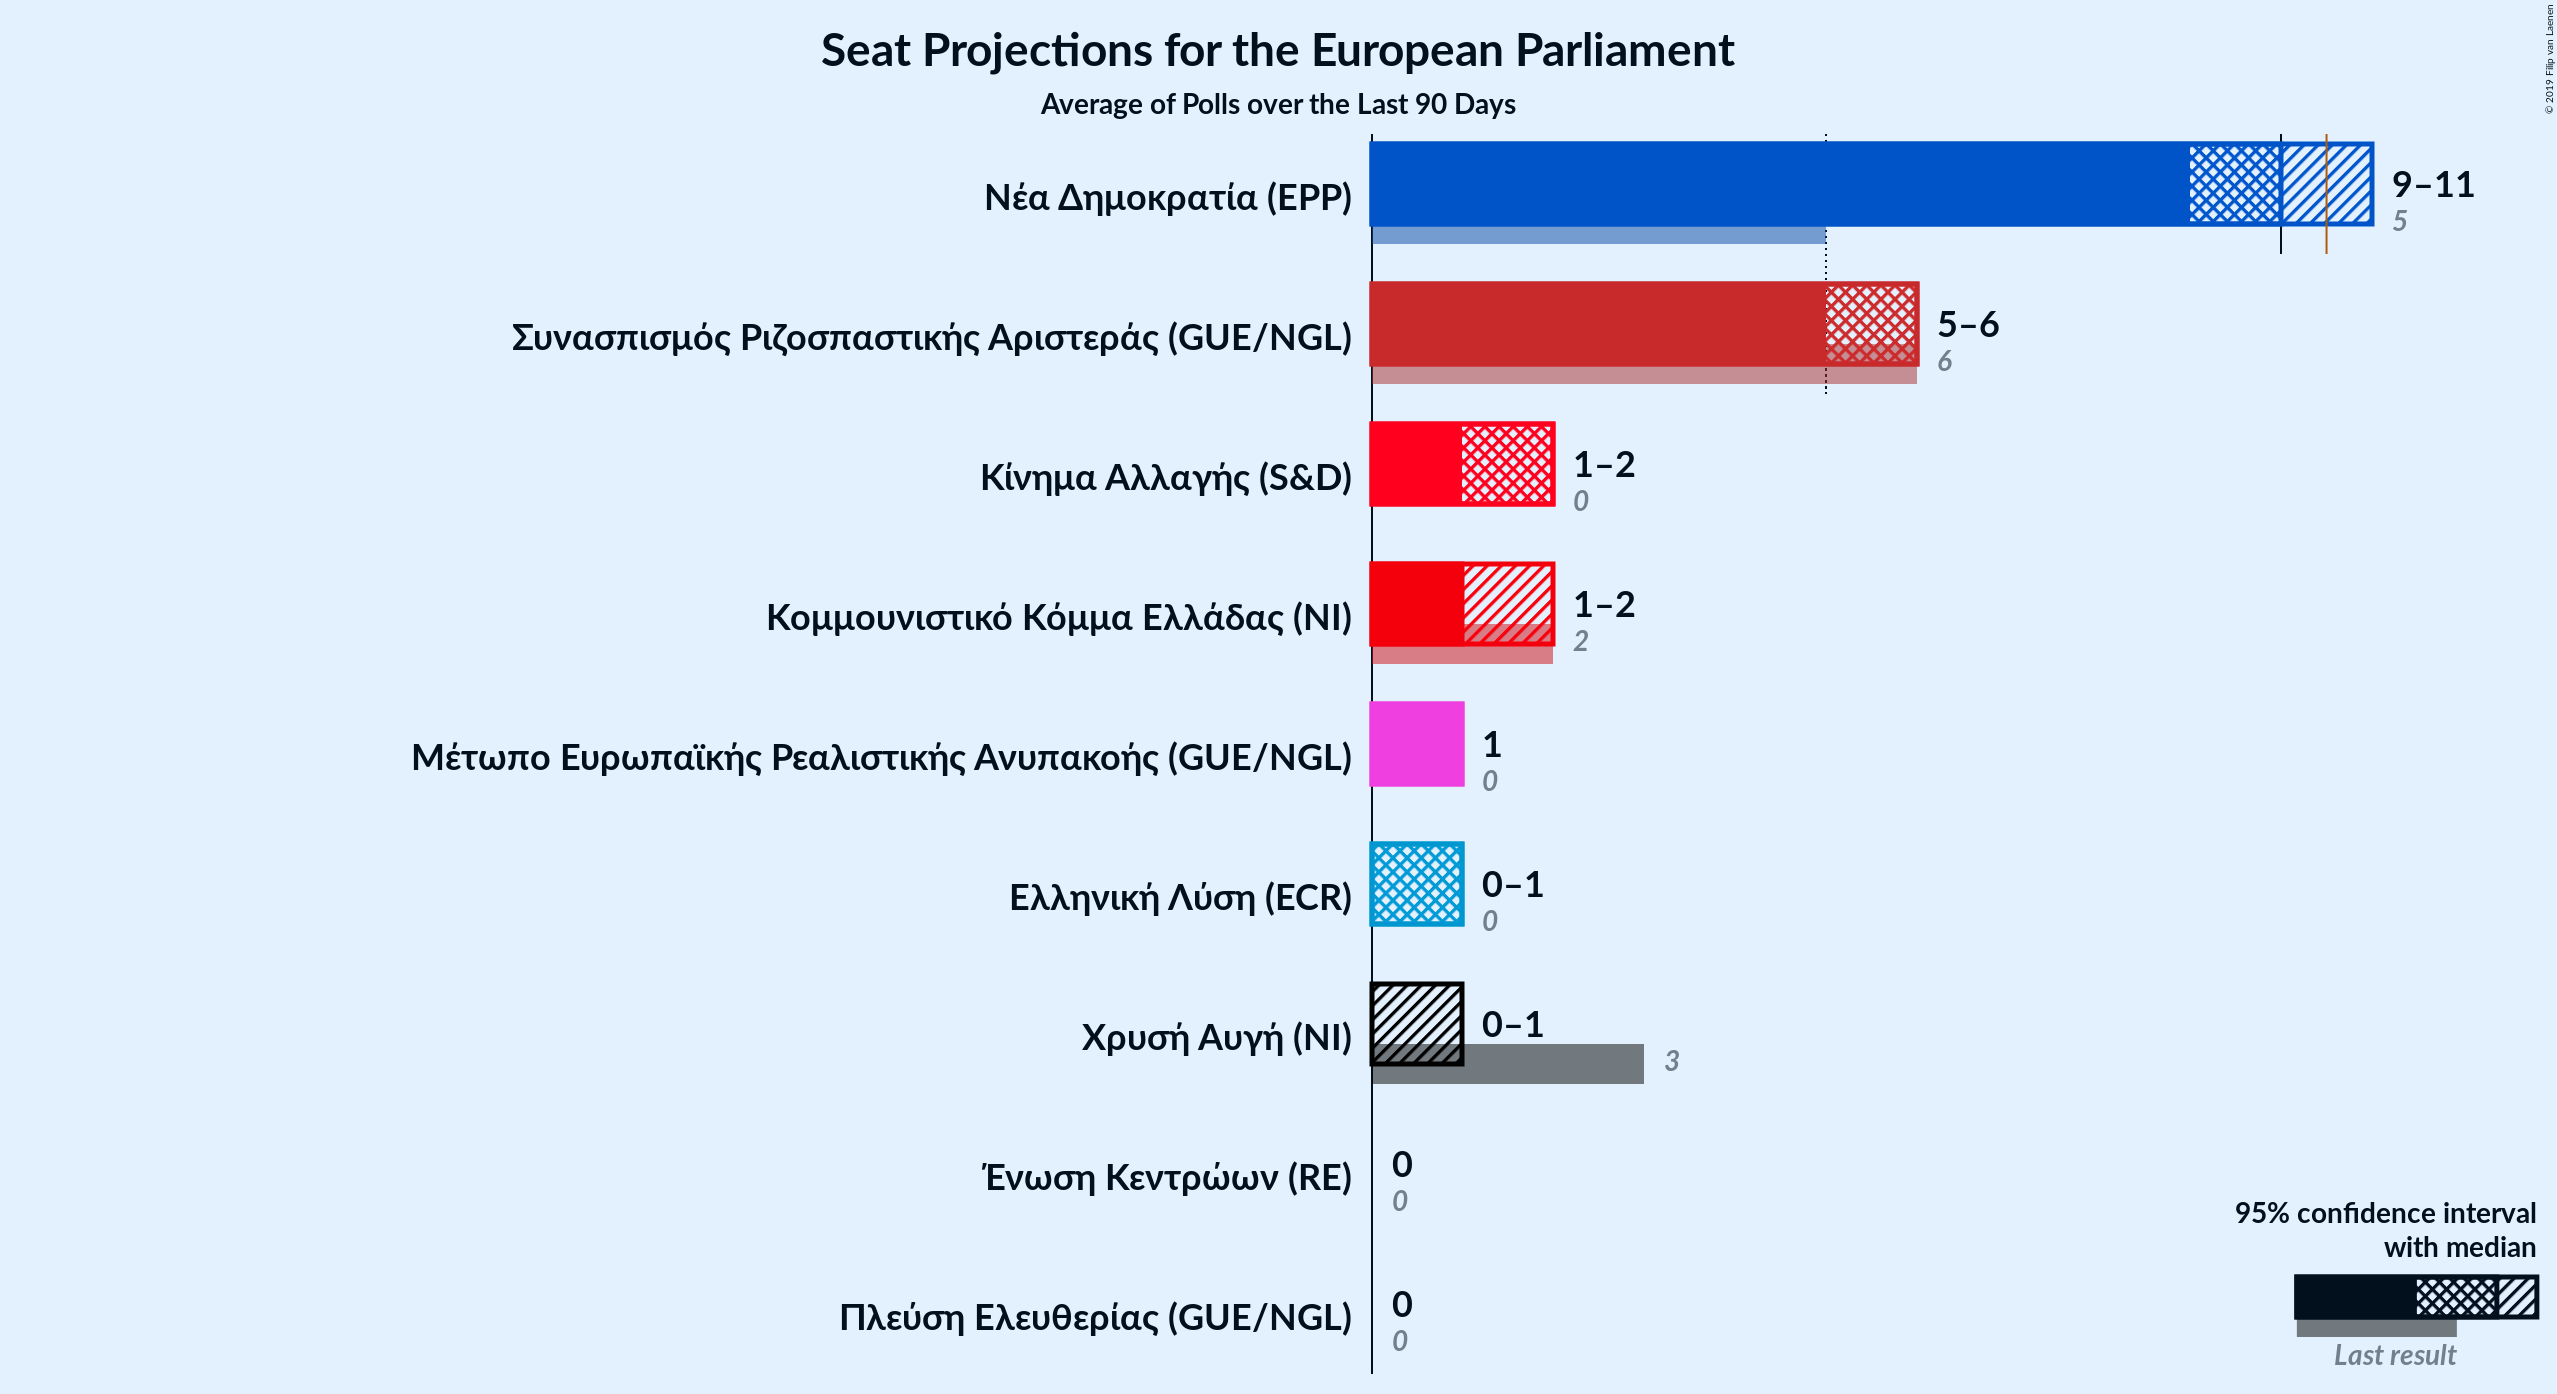 Seat Projections for the European Parliament
Average of Polls over the Last 90 Days
© 2019 Filip van Laenen
Νέα Δημοκρατία (EPP)
9–11
5
Συνασπισμός Ριζοσπαστικής Αριστεράς (GUE/NGL)
5–6
6
Κίνημα Αλλαγής (S&D)
1–2
0
Κομμουνιστικό Κόμμα Ελλάδας (NI)
1–2
2
Μέτωπο Ευρωπαϊκής Ρεαλιστικής Ανυπακοής (GUE/NGL)
1
0
Ελληνική Λύση (ECR)
0–1
0
Χρυσή Αυγή (NI)
0–1
3
Ένωση Κεντρώων (RE)
0
0
Πλεύση Ελευθερίας (GUE/NGL)
0
0
95% confidence interval
with median
Last result